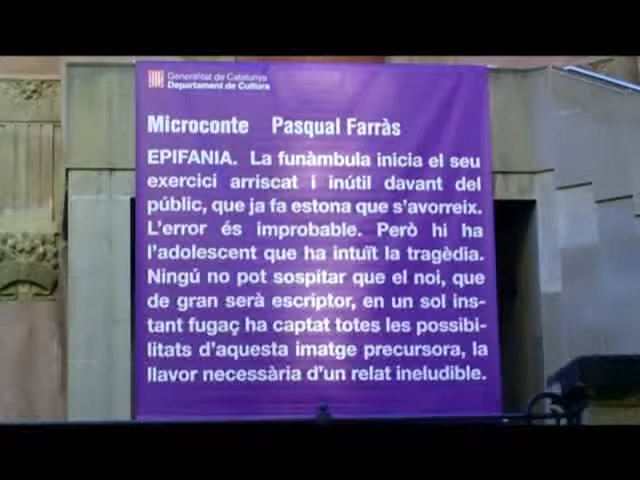 Generalitat de Catalunya
Departament de Cultura
Microconte Pasqual Farràs
EPIFANIA. La funàmbula inicia el seu
exercici arriscat i inútil davant del
públic, que ja fa estona que s'avorreix.
L'error és improbable. Però hi ha
l'adolescent que ha intuït la tragèdia.
Ningú no pot sospitar que el noi, que
de gran serà escriptor, en un sol ins-
tant fugaç ha captat totes les possibi-
litats d'aquesta imatge precursora, la
llavor necessària d'un relat ineludible.